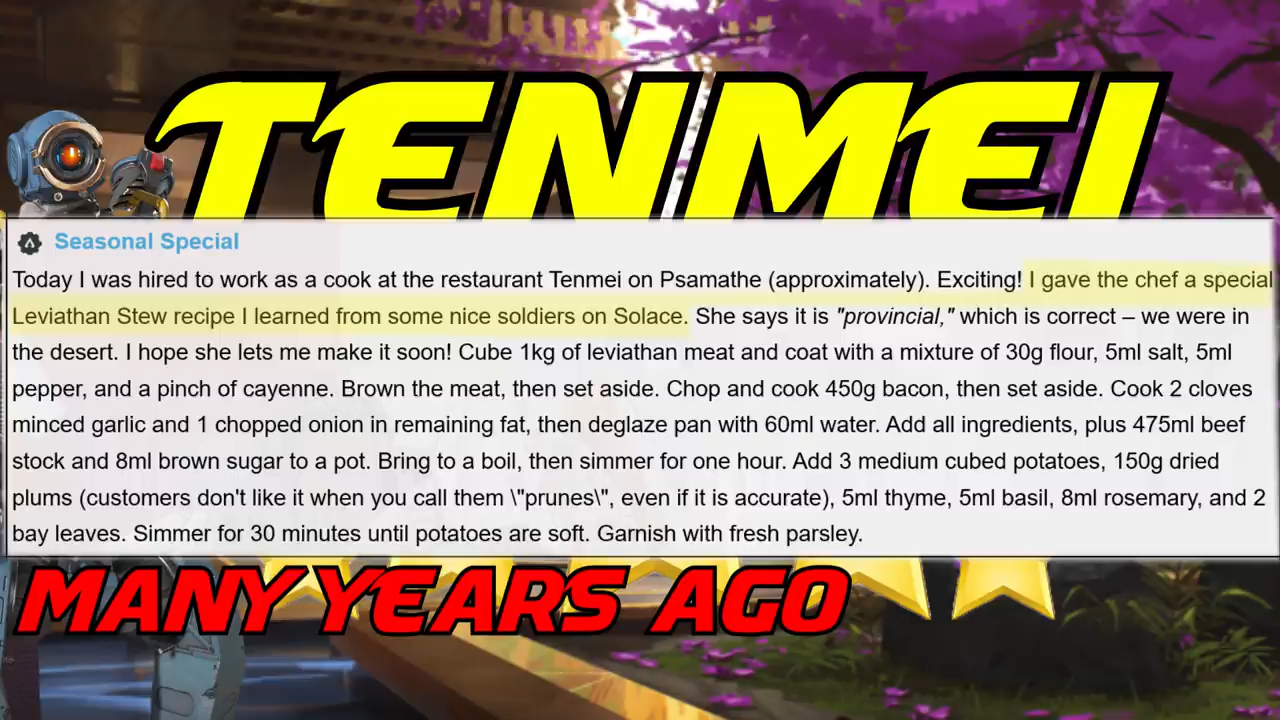 TENMEI
Seasonal Special
Today I was hired to work as a cook at the restaurant Tenmei on Psamathe (approximately). Exciting! I gave the chef a special
Leviathan Stew recipe I learned from some nice soldiers on Solace. She says it is "provincial," which is correct – we were in
the desert. I hope she lets me make it soon! Cube 1kg of leviathan meat and coat with a mixture of 30g flour, 5ml salt, 5ml
pepper, and a pinch of cayenne. Brown the meat, then set aside. Chop and cook 450g bacon, then set aside. Cook 2 cloves
minced garlic and 1 chopped onion in remaining fat, then deglaze pan with 60ml water. Add all ingredients, plus 475ml beef
stock and 8ml brown sugar to a pot. Bring to a boil, then simmer for one hour. Add 3 medium cubed potatoes, 150g dried
plums (customers don't like it when you call them \"prunes\", even if it is accurate), 5ml thyme, 5ml basil, 8ml rosemary, and 2
bay leaves. Simmer for 30 minutes until potatoes are soft. Garnish with fresh parsley.
MANY YEARS AGO